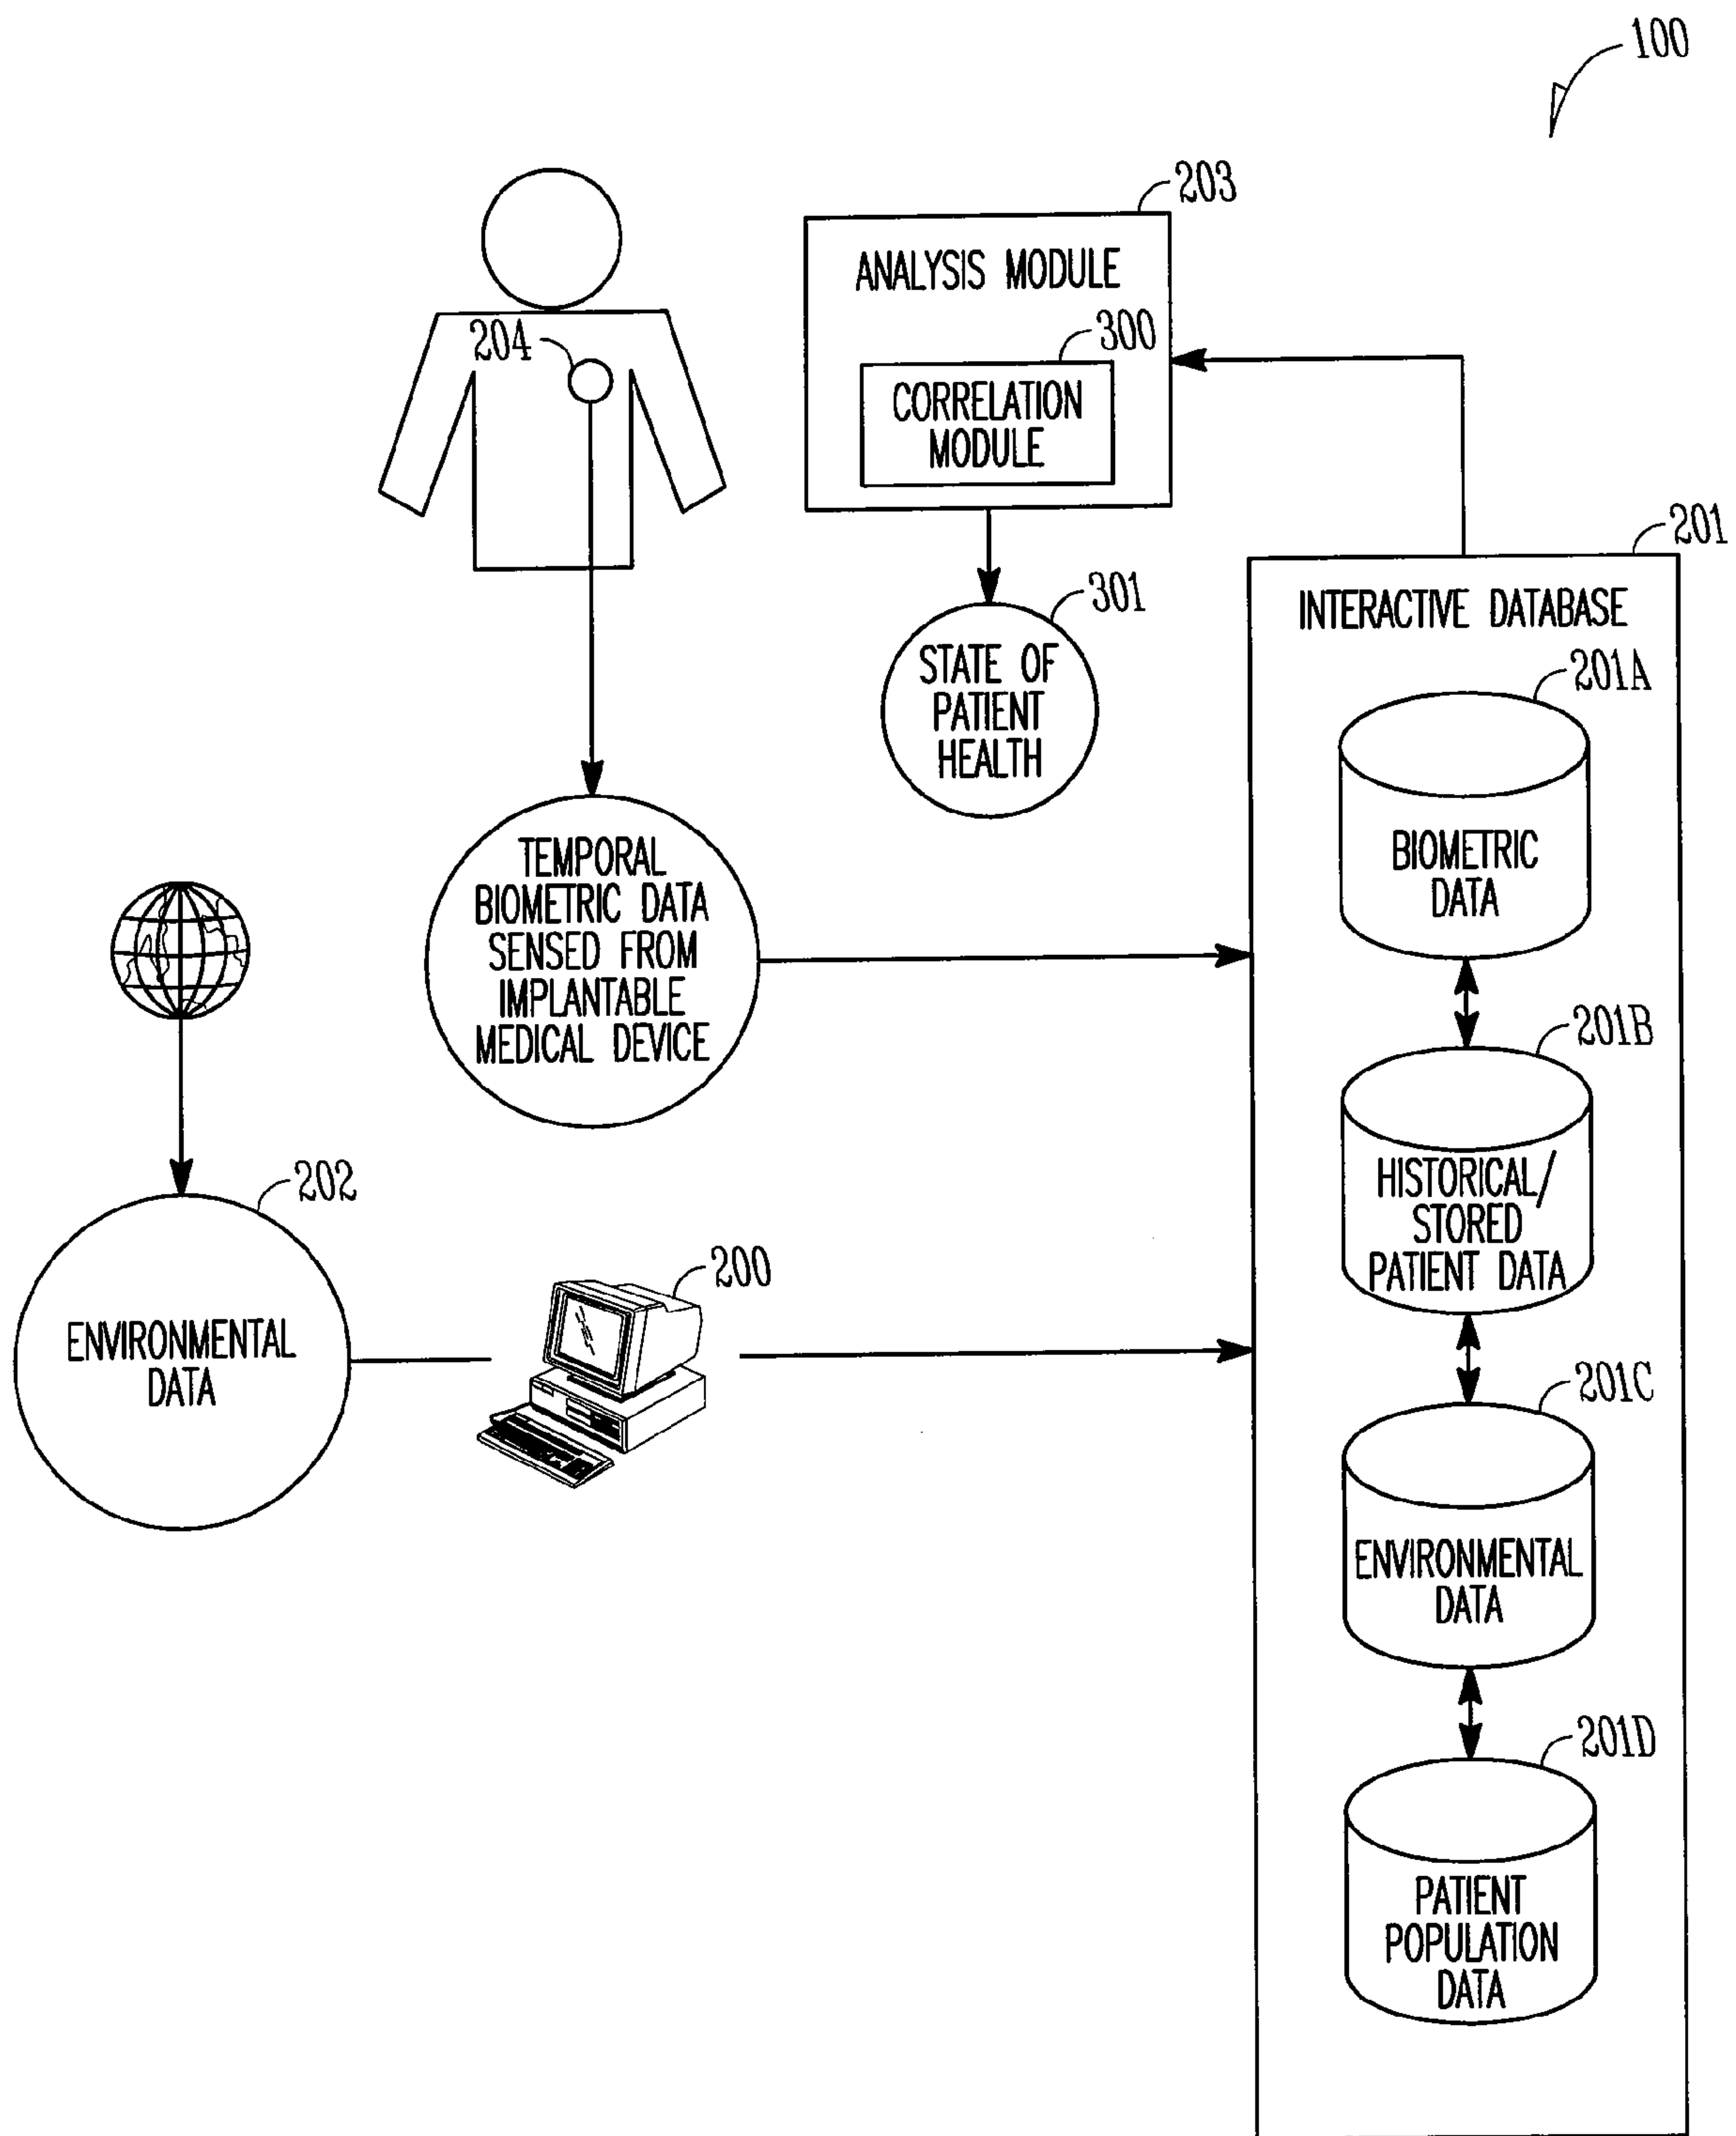 100
203
ANALYSIS MODULE
300
CORRELATION
MODULE
204
201
INTERACTIVE DATABASE
301
STATE OF
PATIENT
HEALTH
201A
BIOMETRIC
DATA
TEMPORAL
BIOMETRIC DATA
SENSED FROM
IMPLANTABLE
MEDICAL DEVICE
201B
HISTORICAL/
STORED
PATIENT DATA
202
ENVIRONMENTAL
DATA
200
201C
ENVIRONMENTAL
DATA
201D
PATIENT
POPULATION
DATA